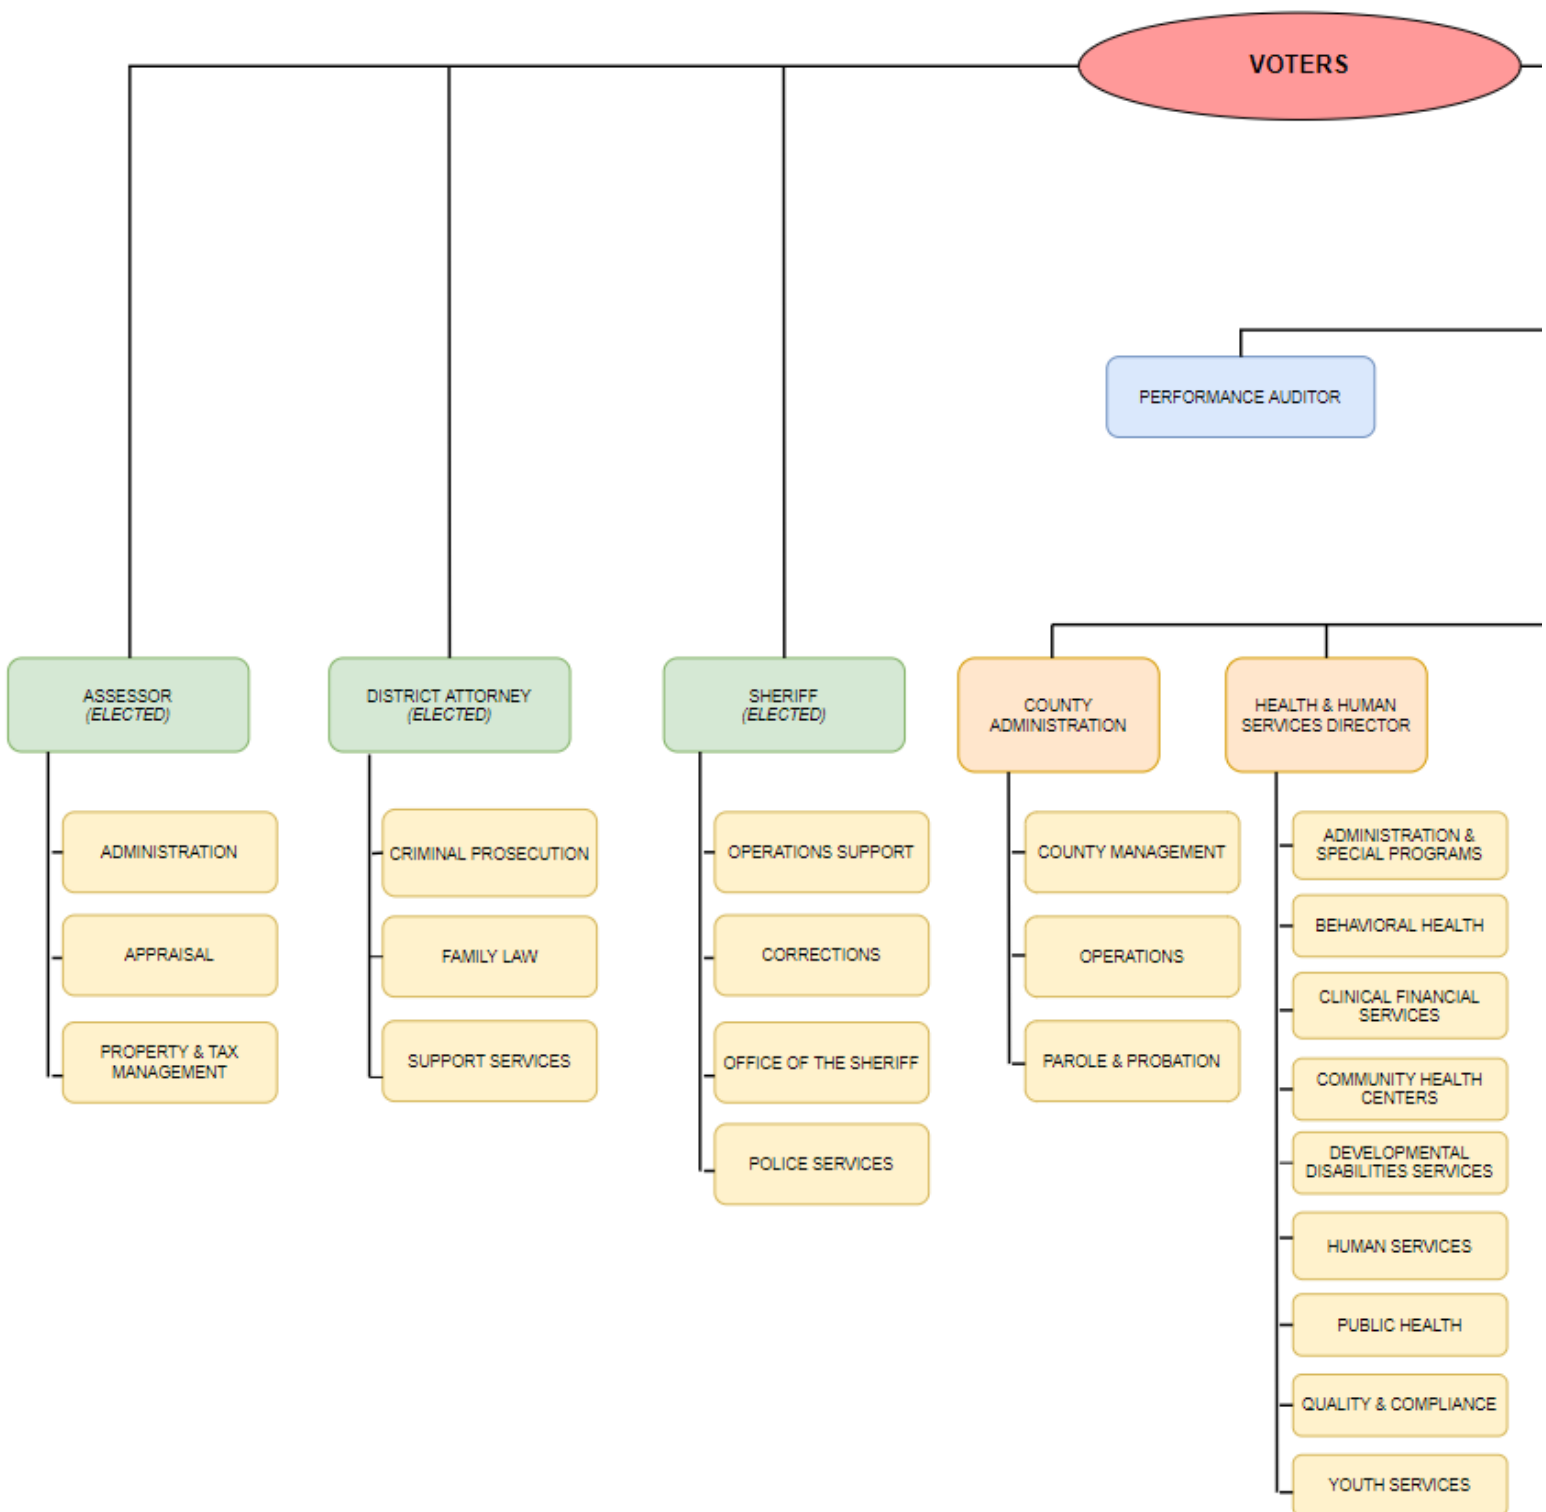 VOTERS
PERFORMANCE AUDITOR
ASSESSOR
(ELECTED)
ADMINISTRATION
APPRAISAL
PROPERTY & TAX
MANAGEMENT
DISTRICT ATTORNEY
(ELECTED)
CRIMINAL PROSECUTION
FAMILY LAW
SUPPORT SERVICES
SHERIFF
(ELECTED)
OPERATIONS SUPPORT
CORRECTIONS
OFFICE OF THE SHERIFF
POLICE SERVICES
COUNTY
ADMINISTRATION
COUNTY MANAGEMENT
OPERATIONS
PAROLE & PROBATION
HEALTH & HUMAN
SERVICES DIRECTOR
ADMINISTRATION &
SPECIAL PROGRAMS
BEHAVIORAL HEALTH
CLINICAL FINANCIAL
SERVICES
COMMUNITY HEALTH
CENTERS
DEVELOPMENTAL
DISABILITIES SERVICES
HUMAN SERVICES
PUBLIC HEALTH
QUALITY & COMPLIANCE
YOUTH SERVICES